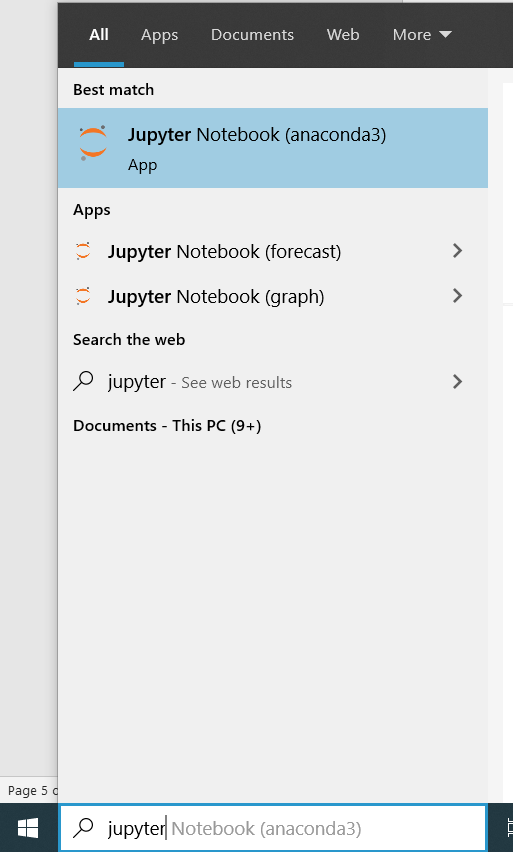 All Apps Documents Web More
Best match
Jupyter Notebook (anaconda3)
App
Apps
Jupyter Notebook (forecast)
Jupyter Notebook (graph)
Search the web
jupyter - See web results
Documents - This PC (9+)
Page 5 o
jupyter Notebook (anaconda3)